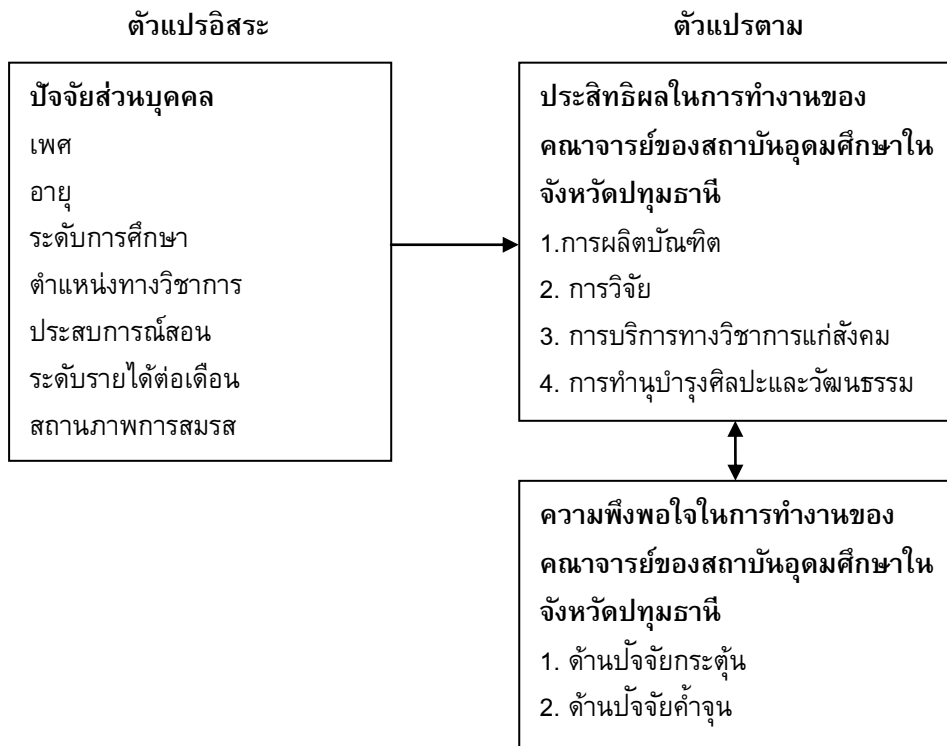 ตัวแปรอิสระ
ปัจจัยส่วนบุคคล
เพศ
อายุ
ระดับการศึกษา
ตำแหน่งทางวิชาการ
ประสบการณ์สอน
ระดับรายได้ต่อเดือน
สถานภาพการสมรส
ตัวแปรตาม
ประสิทธิผลในการทำงานของ
คณาจารย์ของสถาบันอุดมศึกษาใน
จังหวัดปทุมธานี
1.การผลิตบัณฑิต
2. การวิจัย
3. การบริการทางวิชาการแก่สังคม
4. การทำนุบำรุงศิลปะและวัฒนธรรม
ความพึงพอใจในการทำงานของ
คณาจารย์ของสถาบันอุดมศึกษาใน
จังหวัดปทุมธานี
1. ด้านปัจจัยกระตุ้น
2. ด้านปัจจัยค้ำจุน